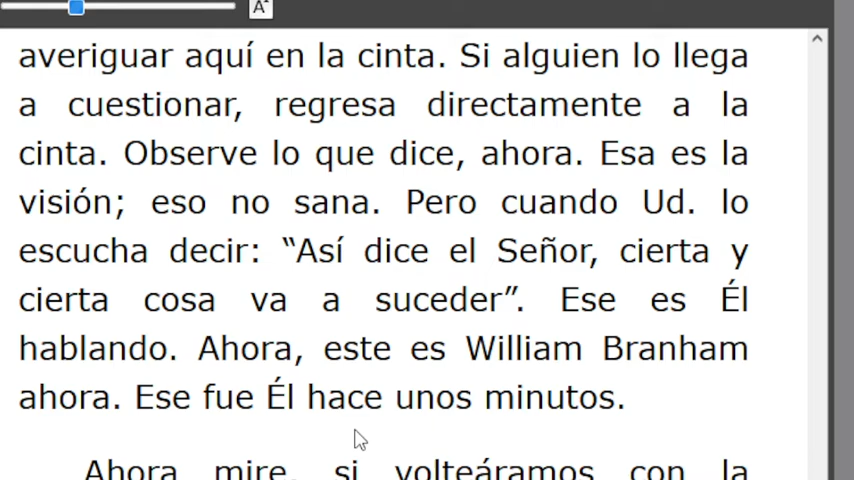 A
averiguar aquí en la cinta. Si alguien lo llega
a cuestionar, regresa directamente a la
cinta. Observe lo que dice, ahora. Esa es la
visión; eso no sana. Pero cuando Ud. lo
escucha decir: “Así dice el Señor, cierta y
cierta cosa va a suceder”. Ese es Él
hablando. Ahora, este es William Branham
ahora. Ese fue Él hace unos minutos.
Ahora mire, si volteáramos con la